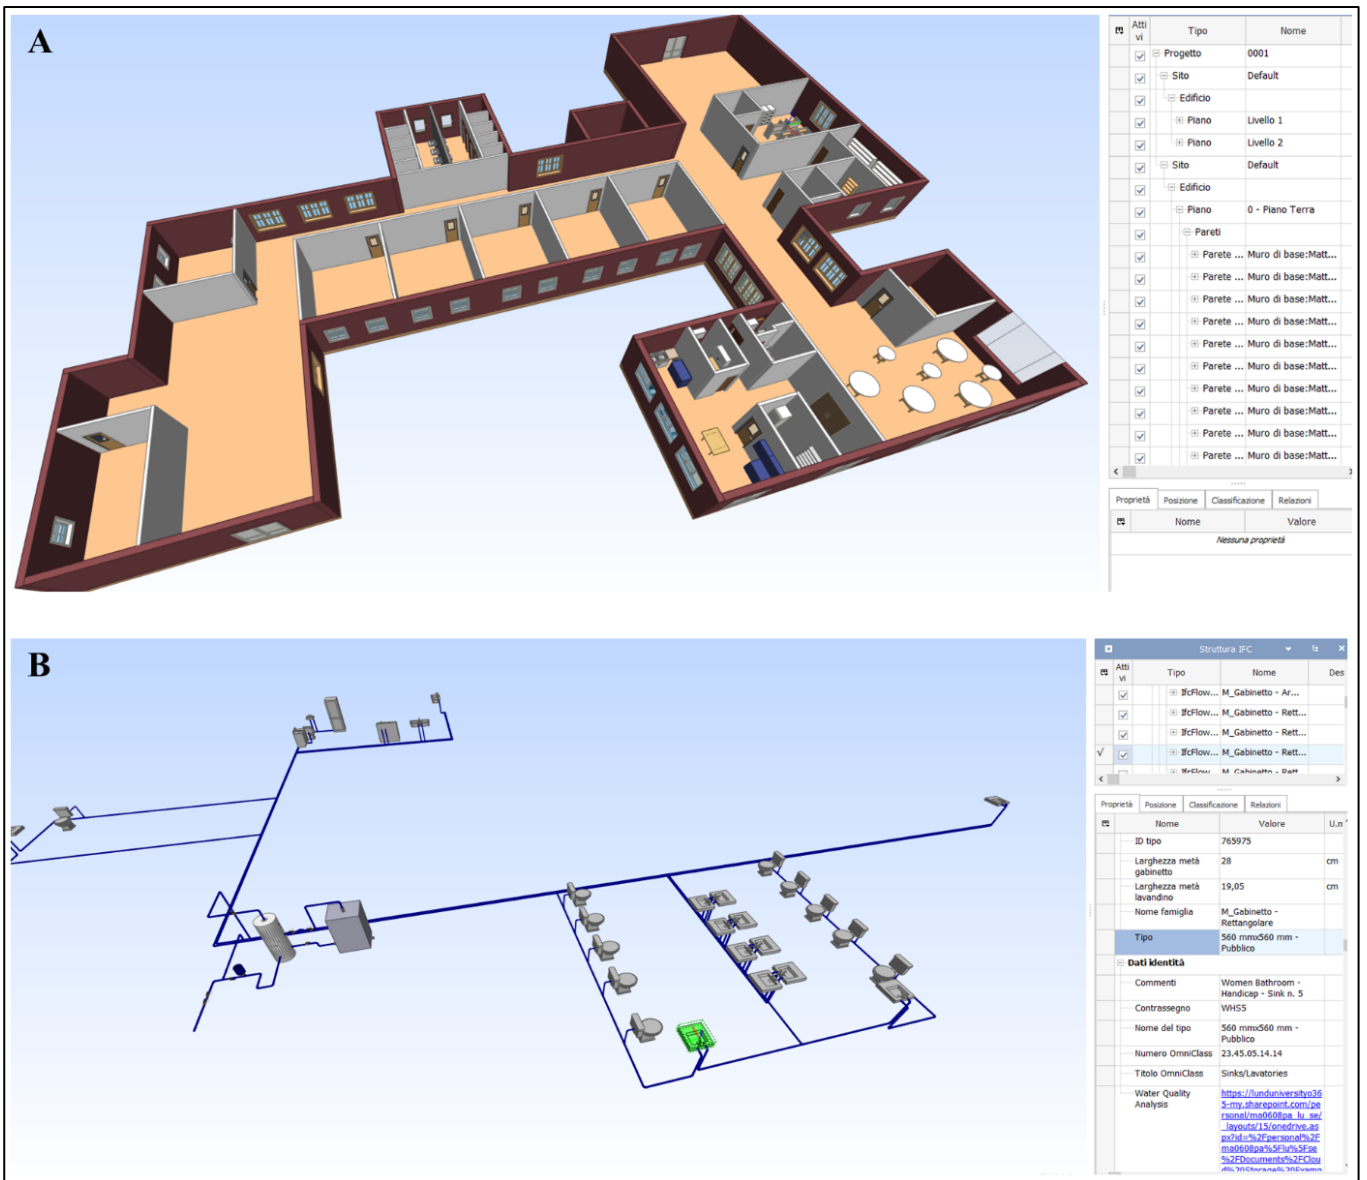 A
Atti
vi
Tipo
Nome
Progetto 0001
Sito Default
Edificio
Piano Livello 1
Piano Livello 2
Sito Default
Edificio
Piano 0 - Piano Terra
Pareti
Parete ... Muro di base:Matt...
Parete ... Muro di base:Matt...
Parete ... Muro di base:Matt...
Parete ... Muro di base:Matt...
Parete ... Muro di base:Matt...
Parete ... Muro di base:Matt...
Parete ... Muro di base:Matt...
Parete ... Muro di base:Matt...
Parete ... Muro di base:Matt...
Parete ... Muro di base:Matt...
Proprietà Posizione Classificazione Relazioni
Nome Valore
Nessuna proprietà
B
Struttura IFC
Atti
vi
Tipo Nome Des
IfcFlow... M_Gabinetto - Ar...
IfcFlow... M_Gabinetto - Rett...
IfcFlow... M_Gabinetto - Rett...
IfcFlow... M_Gabinetto - Rett...
IfcFlow... M_Gabinetto - Rett...
Proprietà Posizione Classificazione Relazioni
Nome Valore U.m
ID tipo 765975
Larghezza metà
gabinetto
28 cm
Larghezza metà
lavandino
19,05 cm
Nome famiglia M_Gabinetto -
Rettangolare
Tipo 560 mmx560 mm -
Pubblico
Dati identità
Commenti Women Bathroom -
Handicap - Sink n. 5
Contrassegno WHS5
Nome del tipo 560 mmx560 mm -
Pubblico
Numero OmniClass 23.45.05.14.14
Titolo OmniClass Sinks/Lavatories
Water Quality
Analysis
https://lunduniversityo36
5-my.sharepoint.com/pe
rsonal/ma0608pa_lu_se/
_layouts/15/onedrive.as
px?id=%2Fpersonal%2F
ma0608pa%5Flu%5Fse
%2FDocuments%2FClou
d%20Storage%20Examp